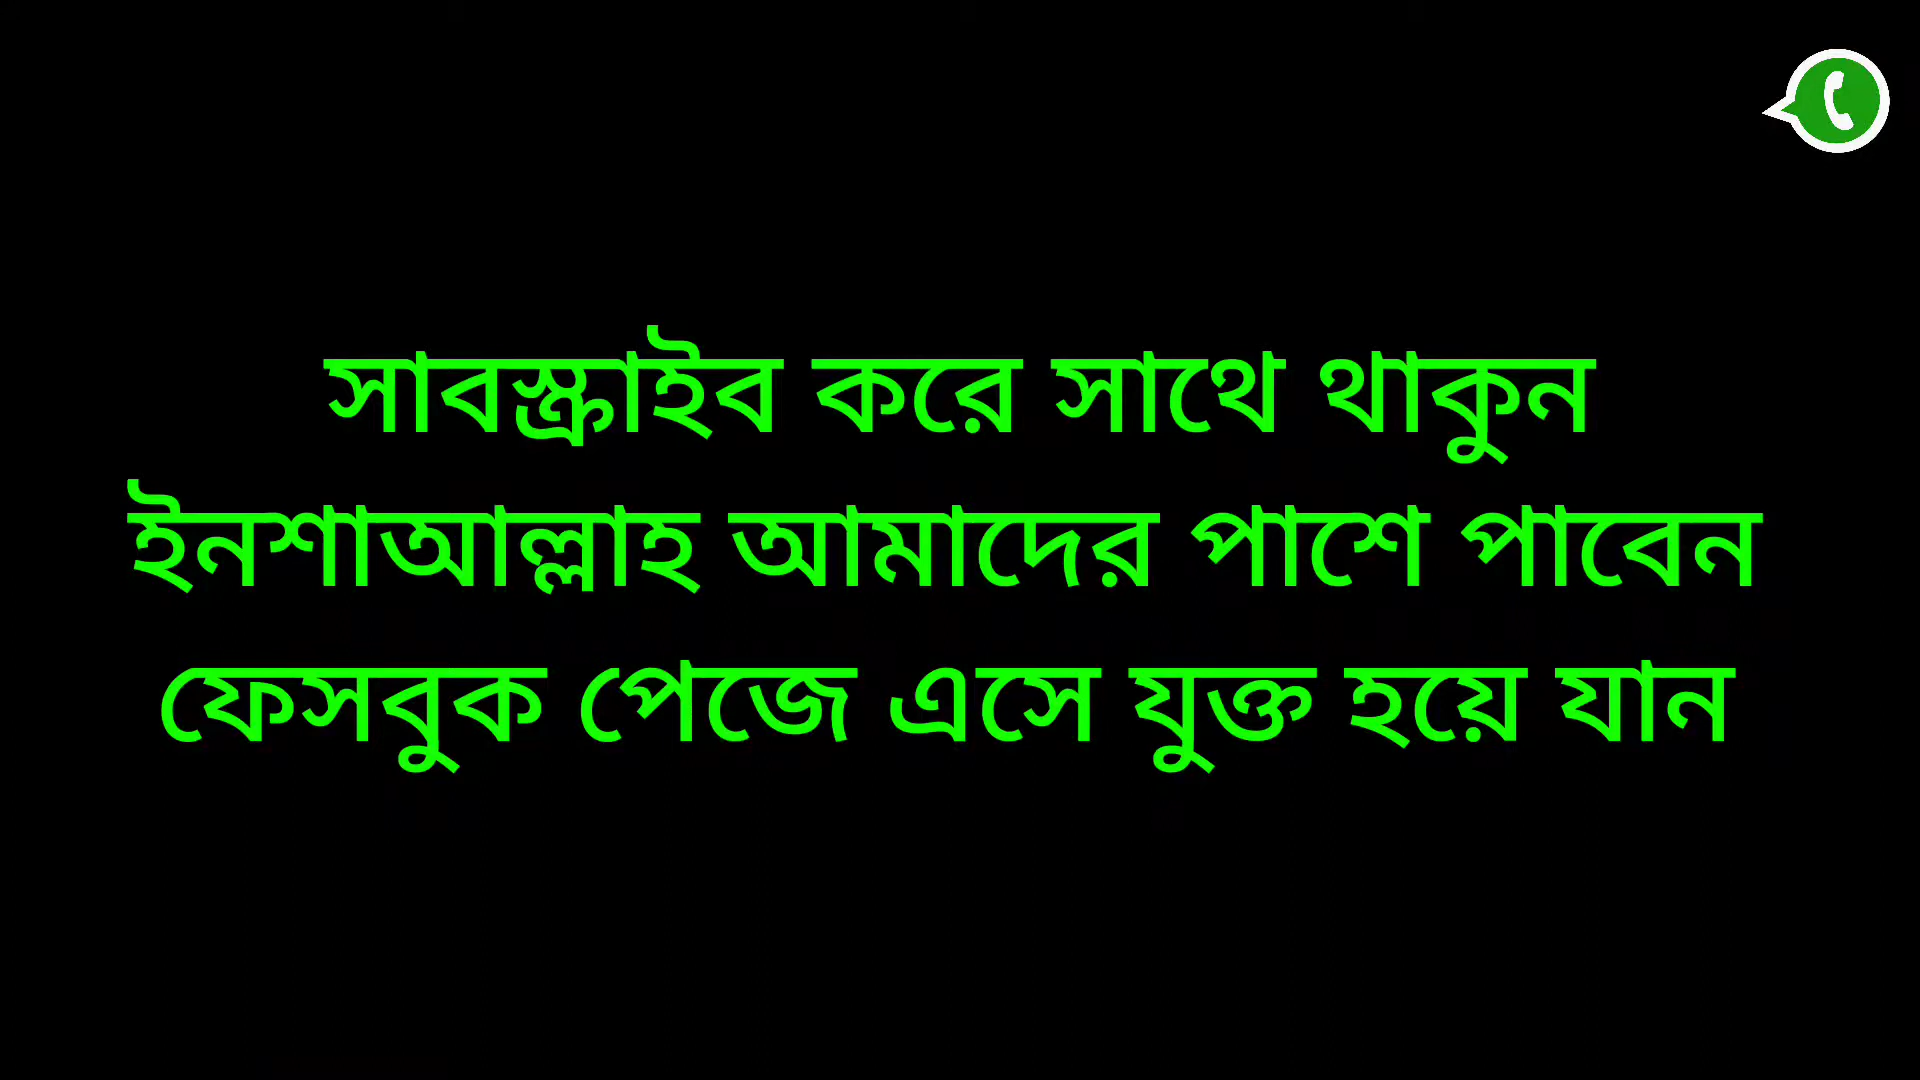 সাবস্ক্রাইব করে সাথে থাকুন
ইনশাআল্লাহ আমাদের পাশে পাবেন
ফেসবুক পেজে এসে যুক্ত হয়ে যান